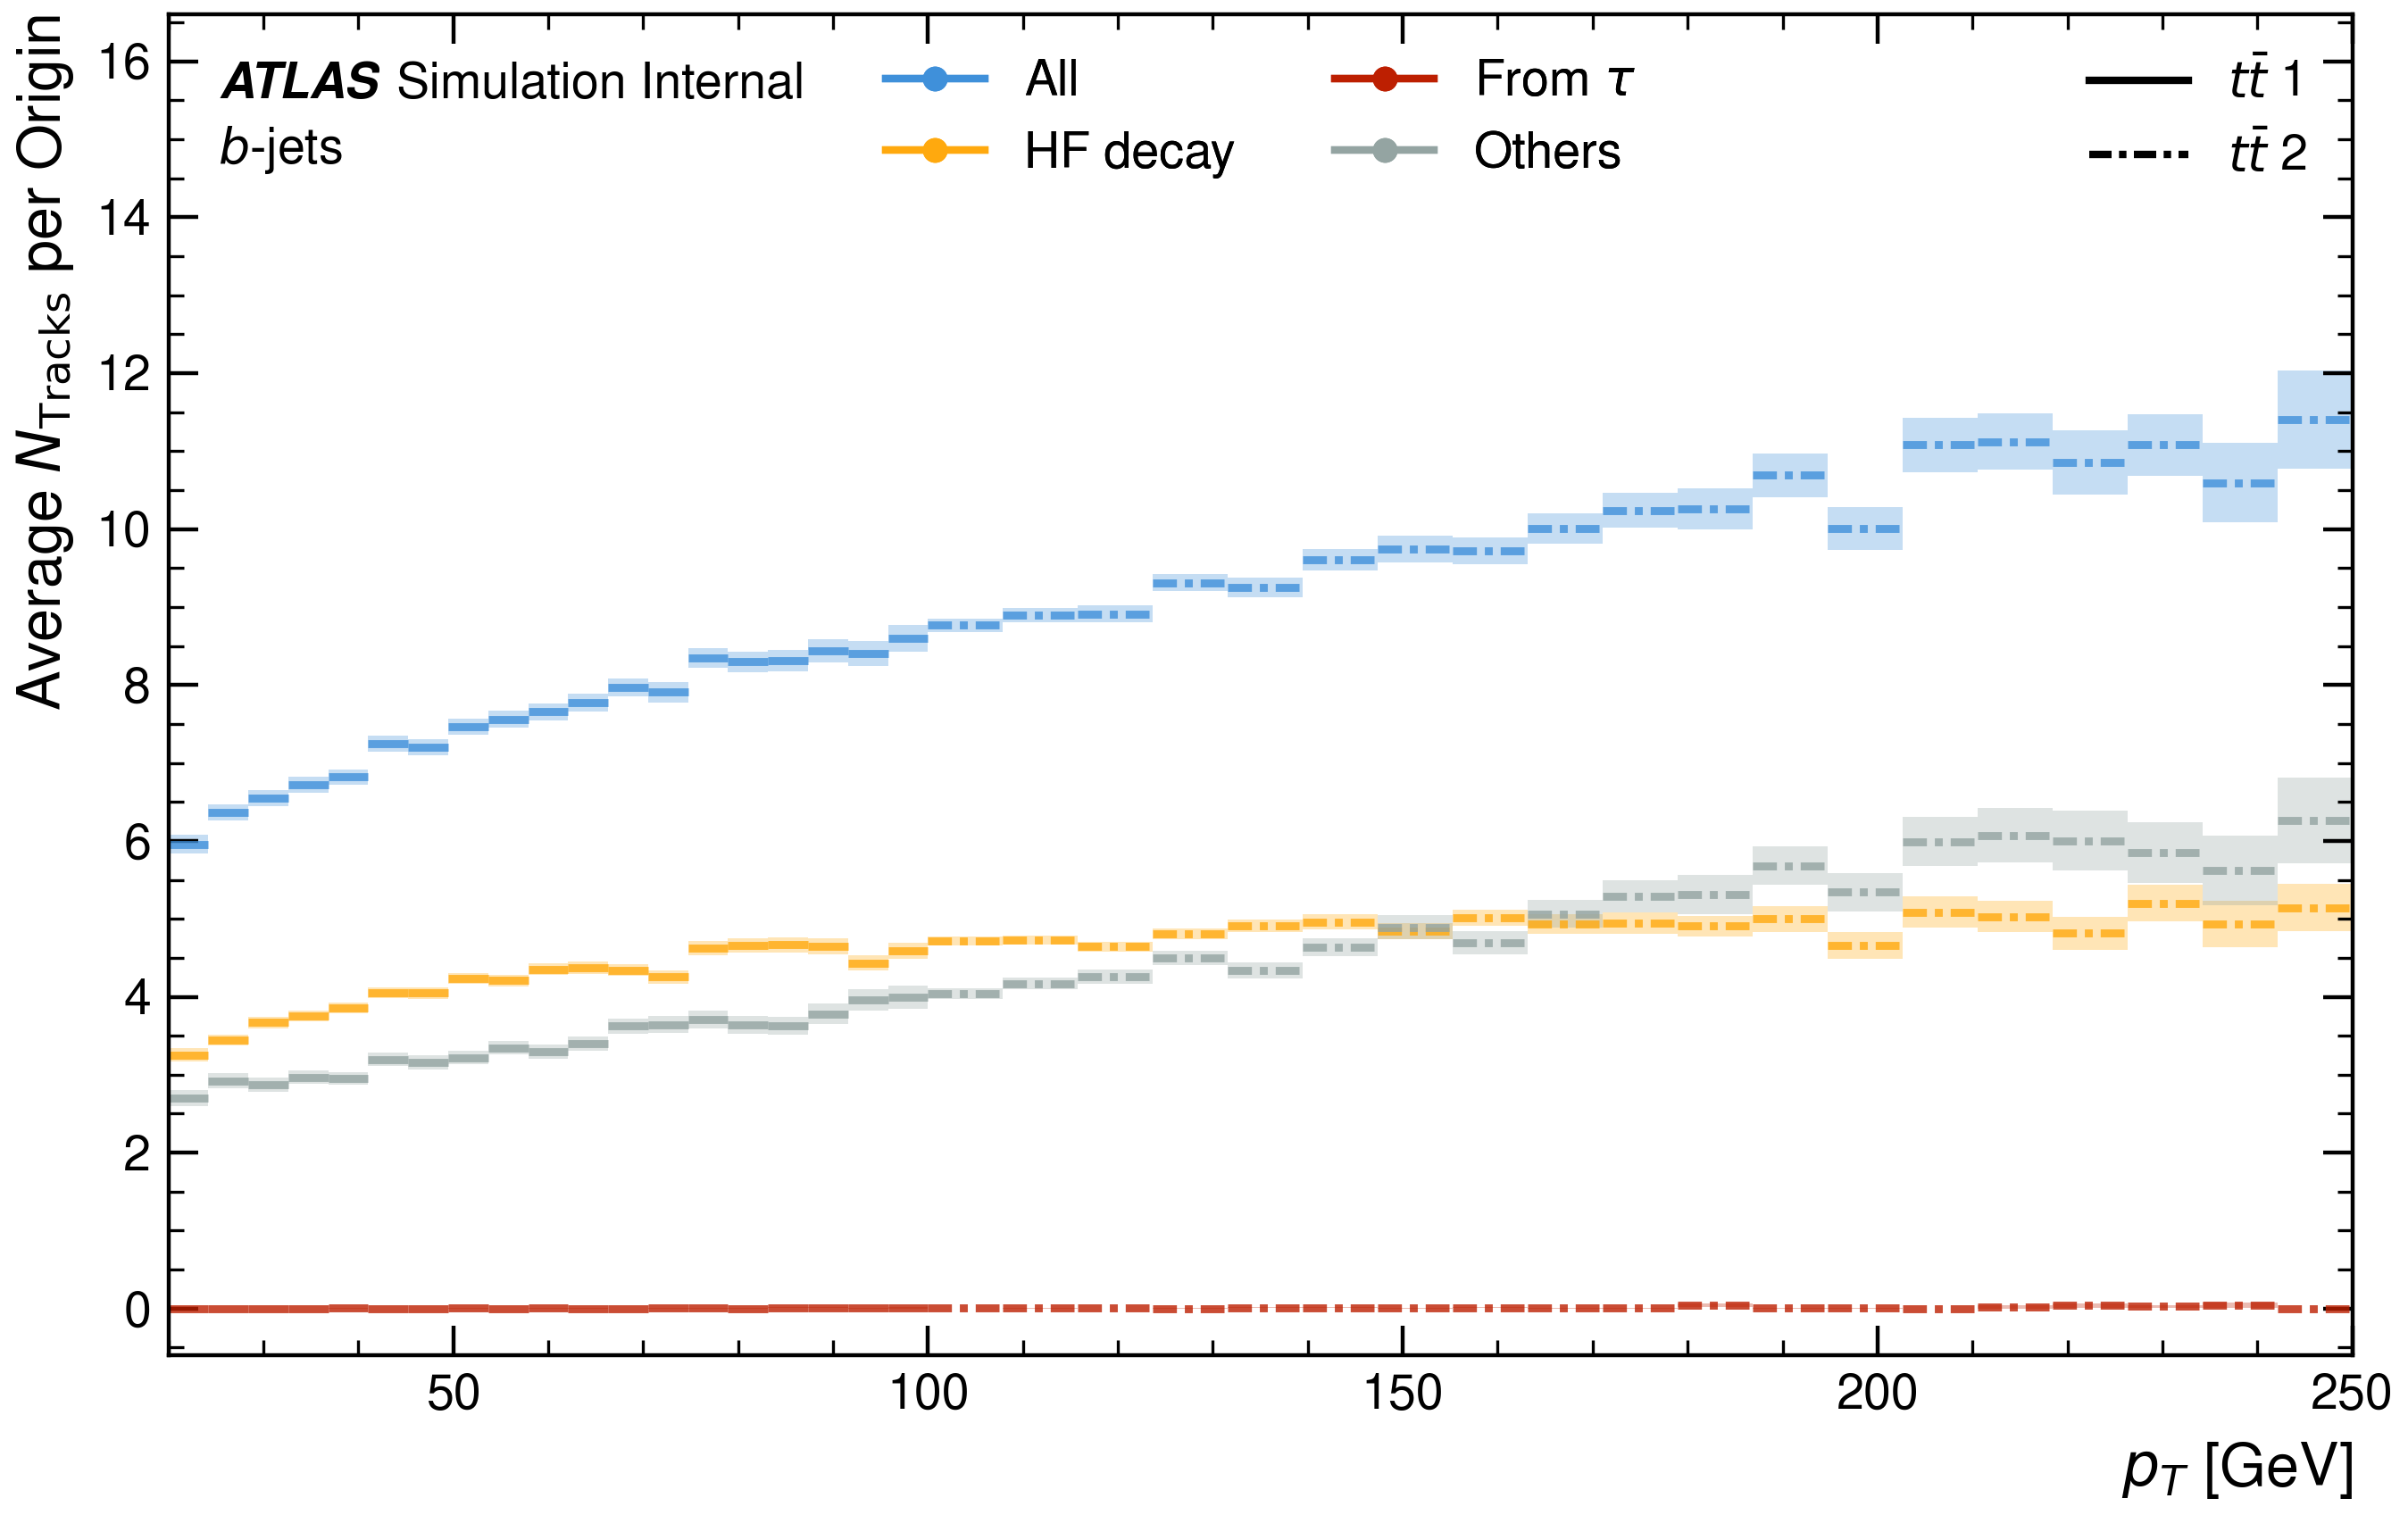 ATLAS Simulation Internal
b-jets
All
HF decay
From τ
Others
tt̄ 1
tt̄ 2
Average N_Tracks per Origin
16
14
12
10
8
6
4
2
0
50 100 150 200 250
p_T [GeV]